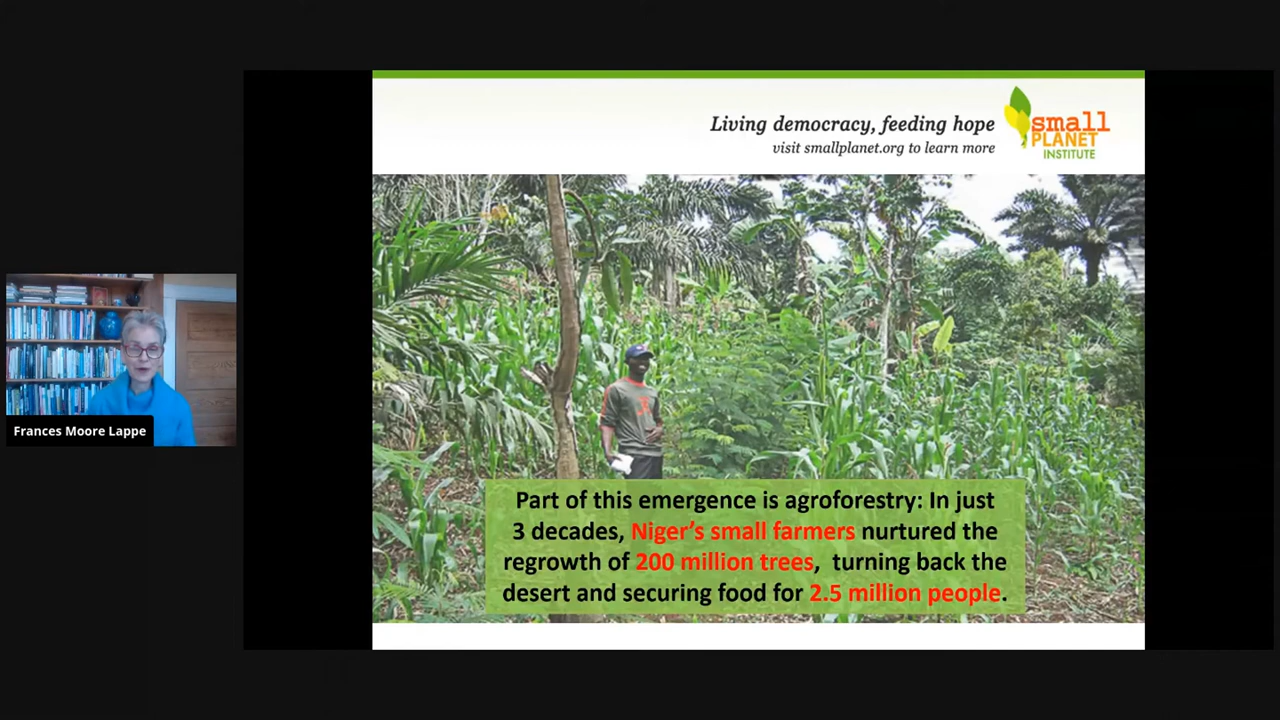 Living democracy, feeding hope
visit smallplanet.org to learn more
small
PLANET
INSTITUTE
Frances Moore Lappe
Part of this emergence is agroforestry: In just
3 decades, Niger’s small farmers nurtured the
regrowth of 200 million trees, turning back the
desert and securing food for 2.5 million people.